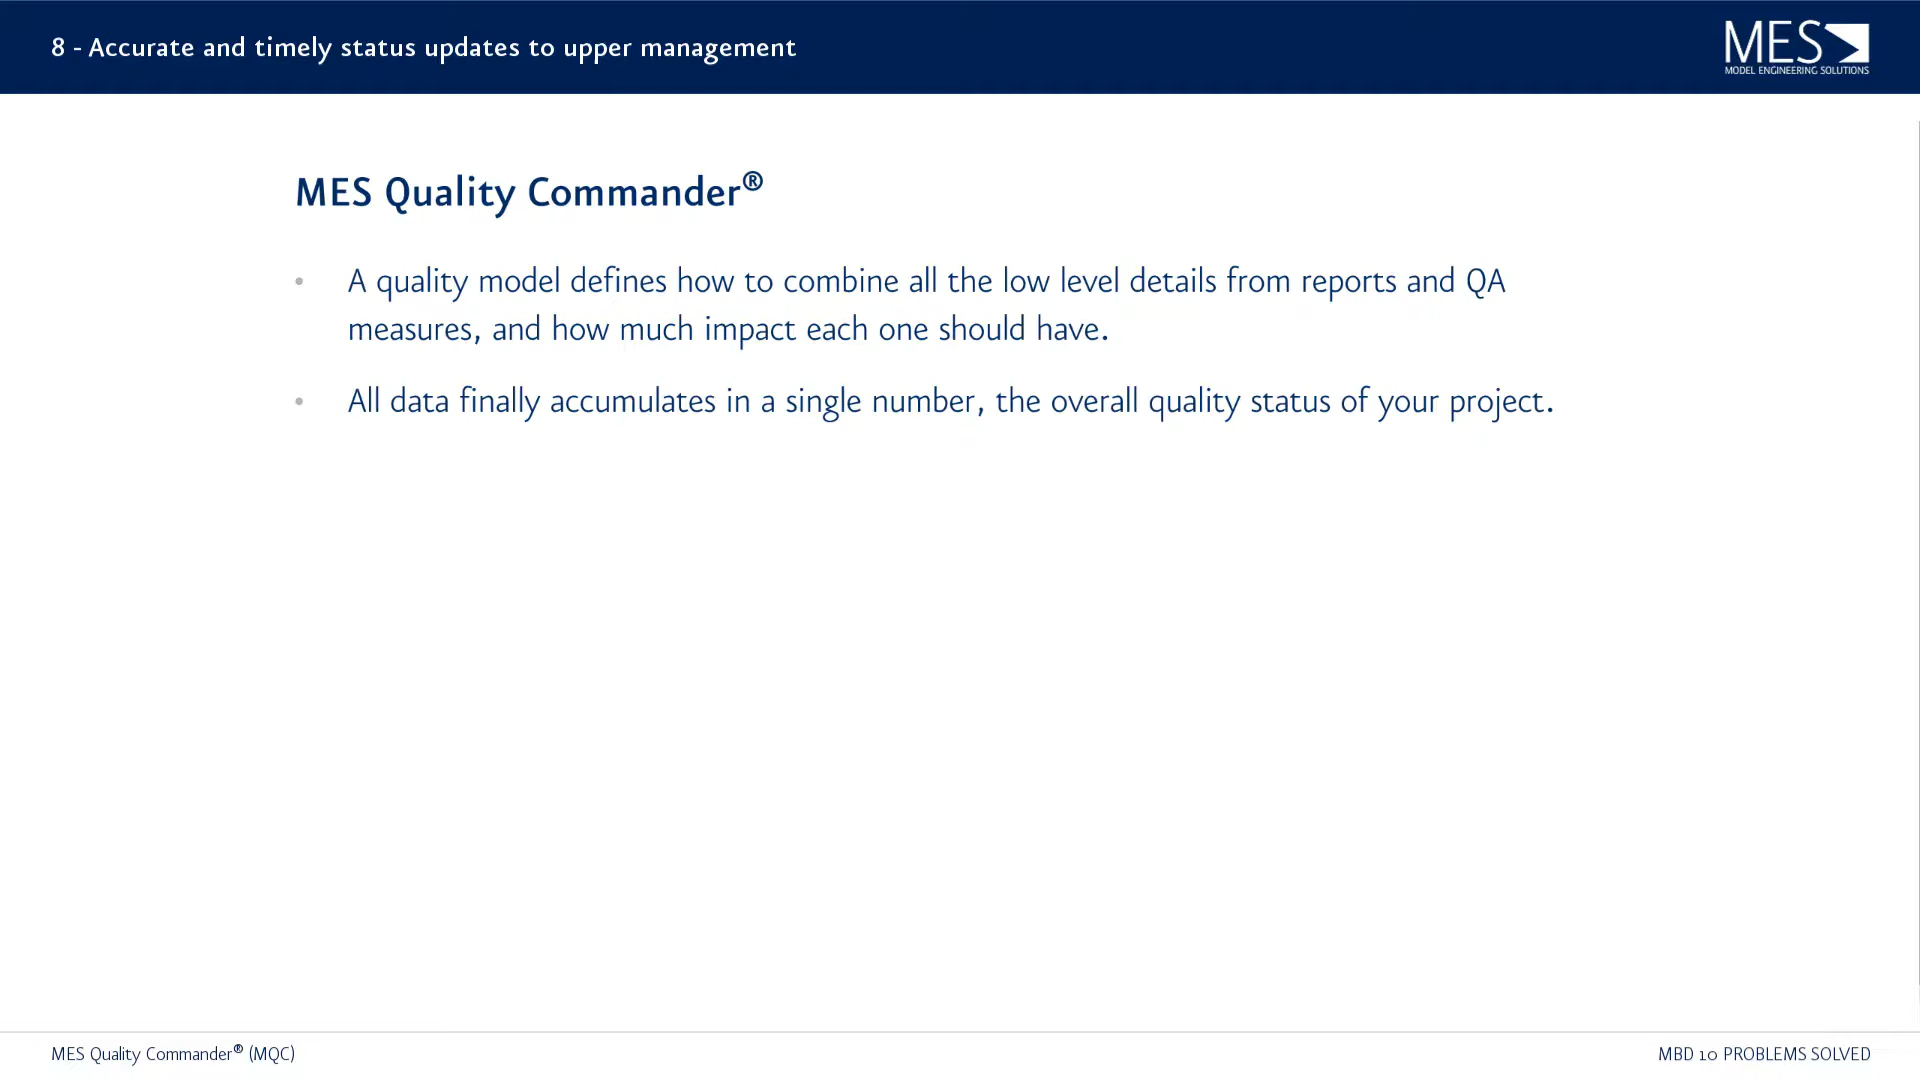 8 - Accurate and timely status updates to upper management
MES
MODEL ENGINEERING SOLUTIONS
MES Quality Commander®
• A quality model defines how to combine all the low level details from reports and QA
measures, and how much impact each one should have.
• All data finally accumulates in a single number, the overall quality status of your project.
MES Quality Commander® (MQC)
MBD 10 PROBLEMS SOLVED